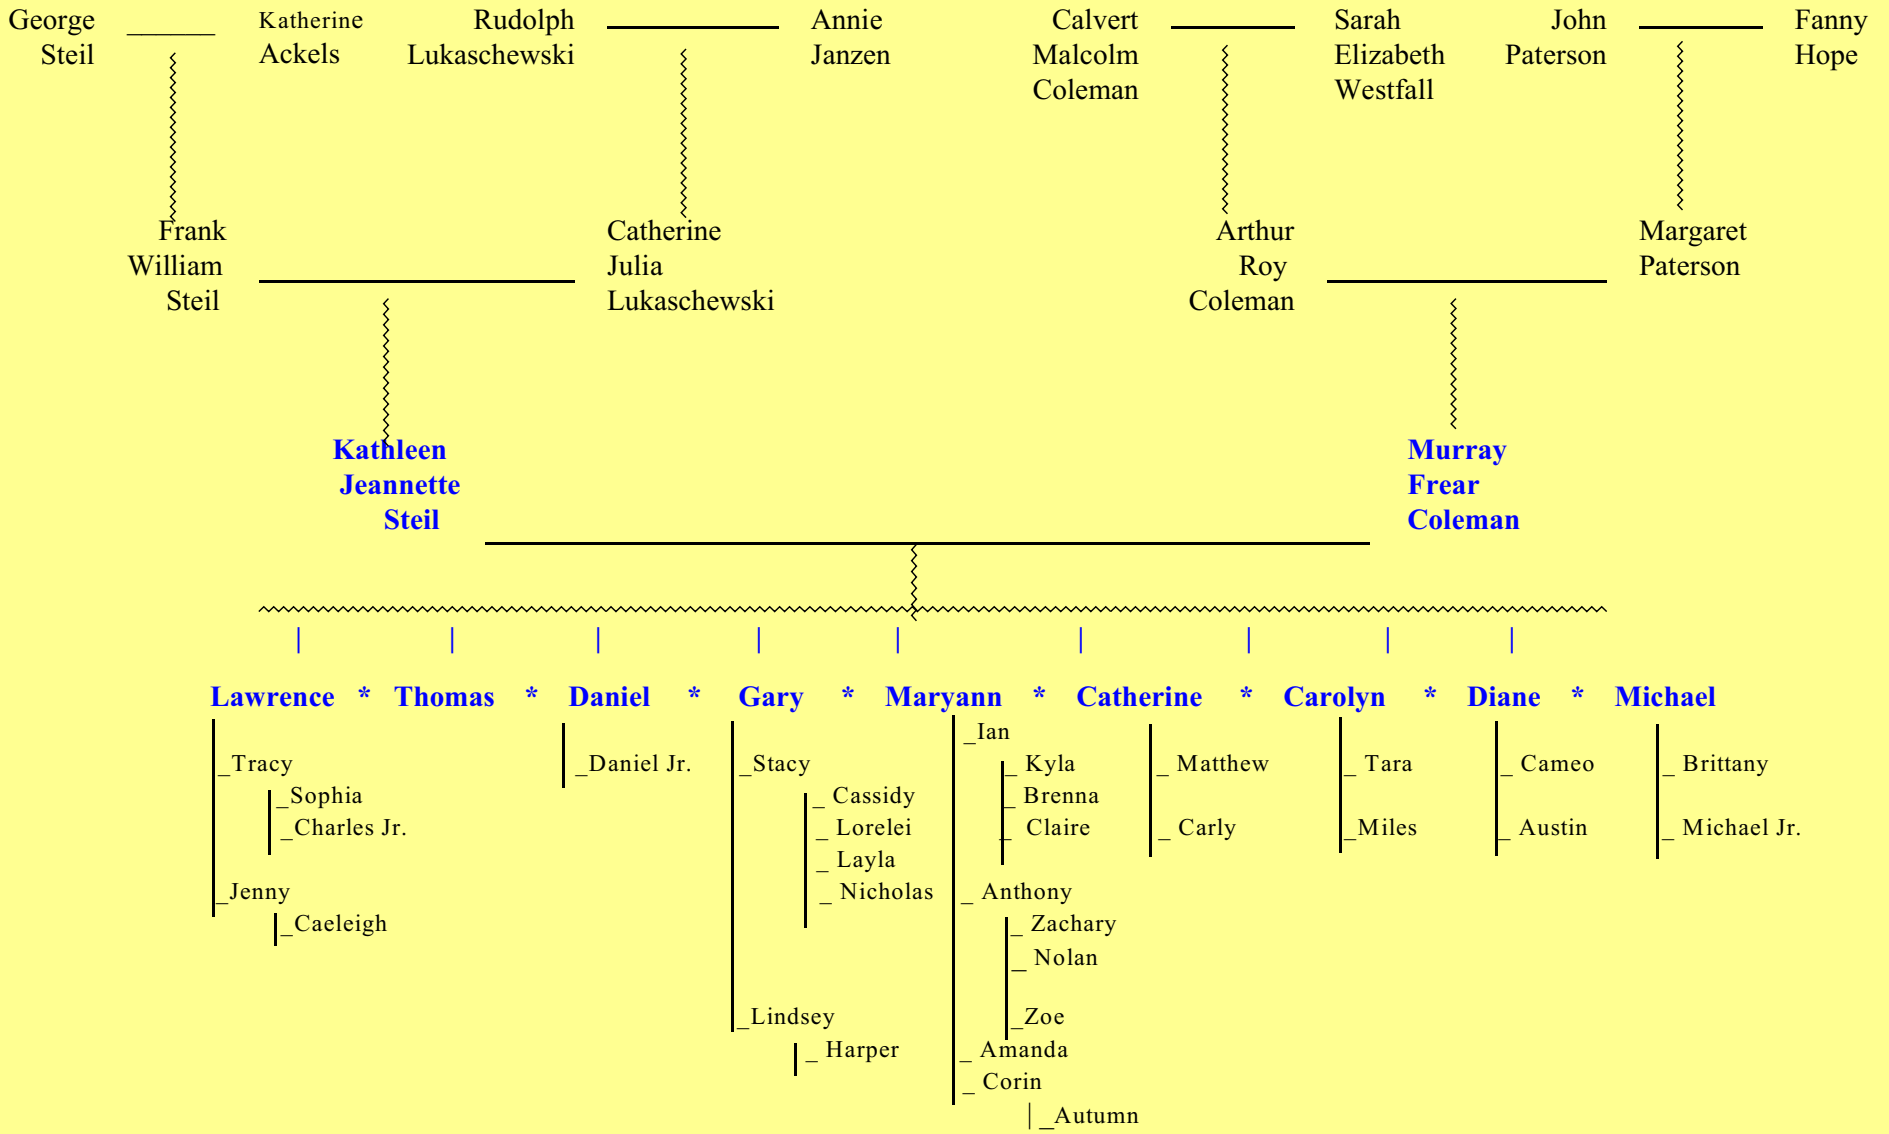 George ______ Katherine Rudolph Annie Calvert Sarah John Fanny
Steil Ackels Lukaschewski Janzen Malcolm Elizabeth Paterson Hope
Coleman Westfall
Frank Catherine Arthur Margaret
William Julia Roy Paterson
Steil Lukaschewski Coleman
Kathleen Murray
Jeannette Frear
Steil Coleman
| | | | | | | | |
Lawrence * Thomas * Daniel * Gary * Maryann * Catherine * Carolyn * Diane * Michael
_Ian
_Tracy _Daniel Jr. _Stacy _ Kyla _ Matthew _ Tara _ Cameo _ Brittany
_Sophia _ Cassidy _ Brenna
_Charles Jr. _ Lorelei _ Claire _ Carly _Miles _ Austin _ Michael Jr.
_ Layla
_Jenny _ Nicholas _ Anthony
_Caeleigh _ Zachary
_ Nolan
_Lindsey _Zoe
_ Harper _ Amanda
_ Corin
| _Autumn